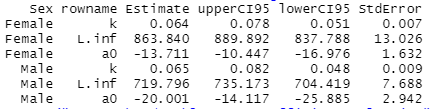 Sex rowname Estimate upperCI95 lowerCI95 StdError
Female k 0.064 0.078 0.051 0.007
Female L.inf 863.840 889.892 837.788 13.026
Female a0 -13.711 -10.447 -16.976 1.632
Male k 0.065 0.082 0.048 0.009
Male L.inf 719.796 735.173 704.419 7.688
Male a0 -20.001 -14.117 -25.885 2.942